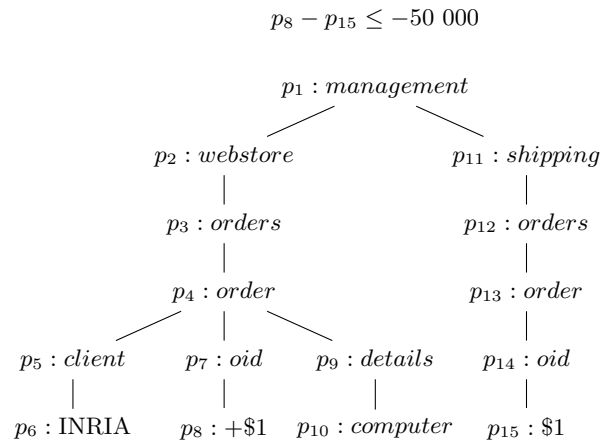 p₈ − p₁₅ ≤ −50 000
p₁ : management
p₂ : webstore p₁₁ : shipping
p₃ : orders p₁₂ : orders
p₄ : order p₁₃ : order
p₅ : client p₇ : oid p₉ : details p₁₄ : oid
p₆ : INRIA p₈ : +$1 p₁₀ : computer p₁₅ : $1